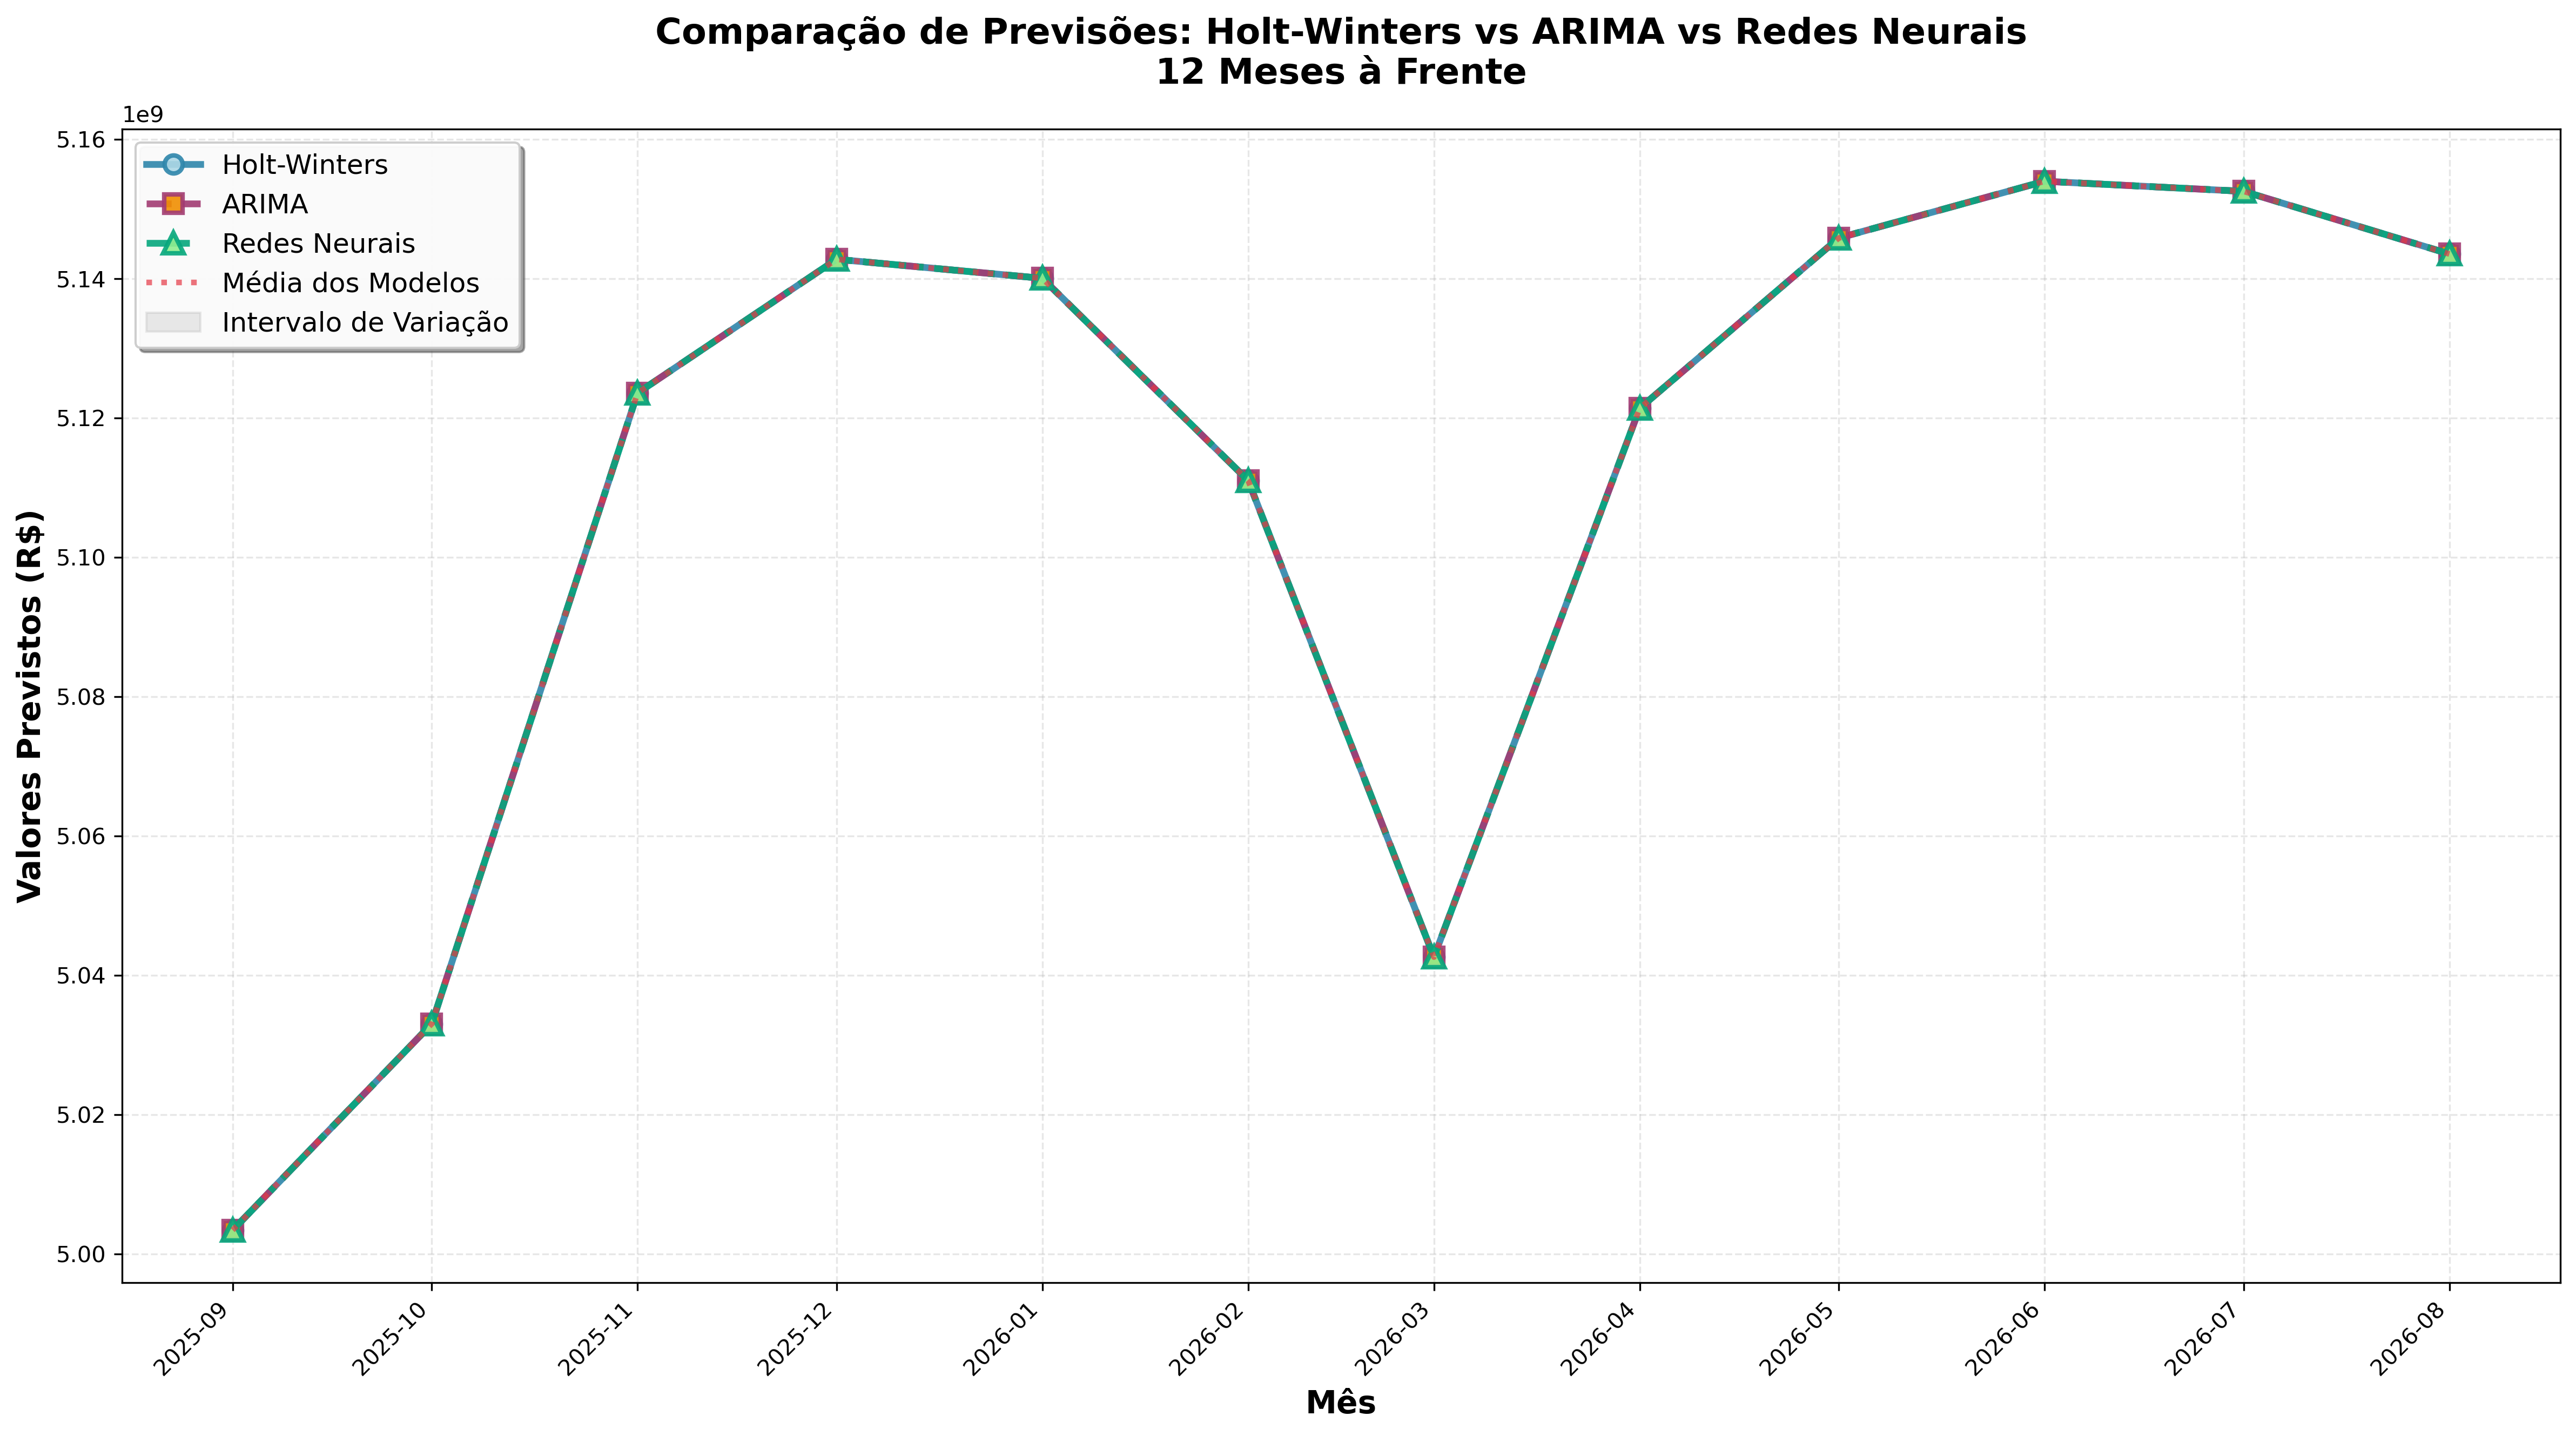 Comparação de Previsões: Holt-Winters vs ARIMA vs Redes Neurais
12 Meses à Frente
1e9
Holt-Winters
ARIMA
Redes Neurais
Média dos Modelos
Intervalo de Variação
Valores Previstos (R$)
5.16
5.14
5.12
5.10
5.08
5.06
5.04
5.02
5.00
2025-09
2025-10
2025-11
2025-12
2026-01
2026-02
2026-03
2026-04
2026-05
2026-06
2026-07
2026-08
Mês